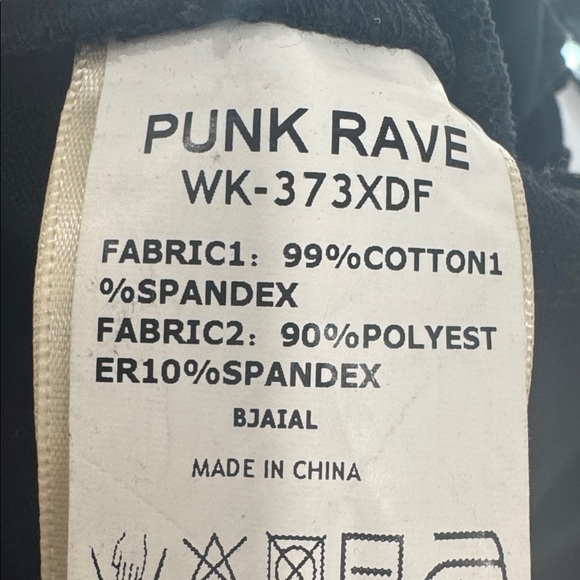 PUNK RAVE
WK-373XDF
FABRIC1: 99%COTTON1
%SPANDEX
FABRIC2: 90%POLYEST
ER10%SPANDEX
BJAIAL
MADE IN CHINA